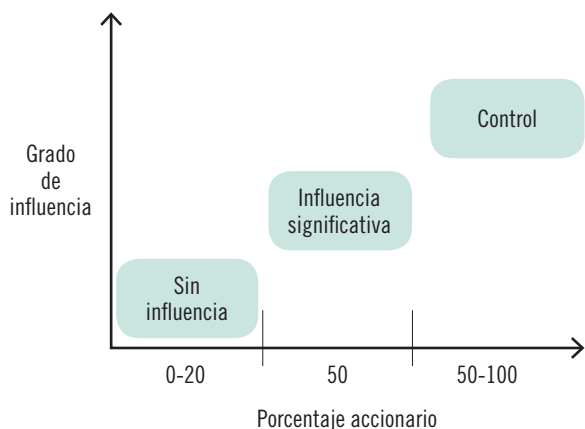 Grado
de
influencia
Control
Influencia
significativa
Sin
influencia
0-20
50
50-100
Porcentaje accionario